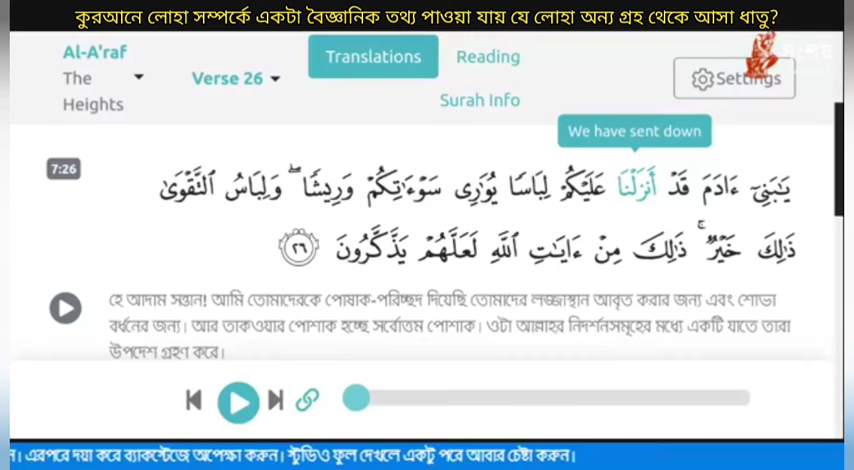 কুরআনে লোহা সম্পর্কে একটা বৈজ্ঞানিক তথ্য পাওয়া যায় যে লোহা অন্য গ্রহ থেকে আসা ধাতু?
Al-A'raf
The
Heights
Verse 26
Translations
Reading
Surah Info
সংশয়
Settings
We have sent down
7:26
يَـٰبَنِىٓ ءَادَمَ قَدْ أَنزَلْنَا عَلَيْكُمْ لِبَاسًا يُوَٰرِى سَوْءَٰتِكُمْ وَرِيشًا ۖ وَلِبَاسُ ٱلتَّقْوَىٰ
ذَٰلِكَ خَيْرٌ ۚ ذَٰلِكَ مِنْ ءَايَـٰتِ ٱللَّهِ لَعَلَّهُمْ يَذَّكَّرُونَ ٢٦
হে আদাম সন্তান! আমি তোমাদেরকে পোষাক-পরিচ্ছদ দিয়েছি তোমাদের লজ্জাস্থান আবৃত করার জন্য এবং শোভা
বর্ধনের জন্য। আর তাকওয়ার পোশাক হচ্ছে সর্বোত্তম পোশাক। ওটা আল্লাহর নিদর্শনসমূহের মধ্যে একটি যাতে তারা
উপদেশ গ্রহণ করে।
ন। এরপরে দয়া করে ব্যাকস্টেজে অপেক্ষা করুন। স্টুডিও ফুল দেখলে একটু পরে আবার চেষ্টা করুন।